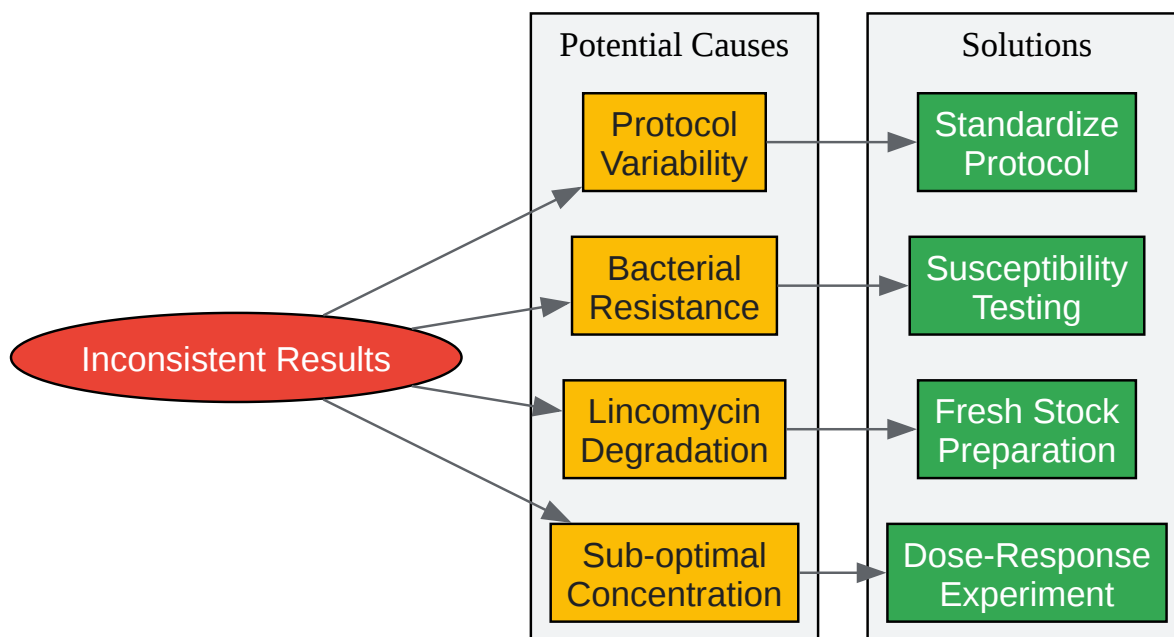 Potential Causes
Solutions
Protocol
Variability
Standardize
Protocol
Bacterial
Resistance
Susceptibility
Testing
Inconsistent Results
Lincomycin
Degradation
Fresh Stock
Preparation
Sub-optimal
Concentration
Dose-Response
Experiment